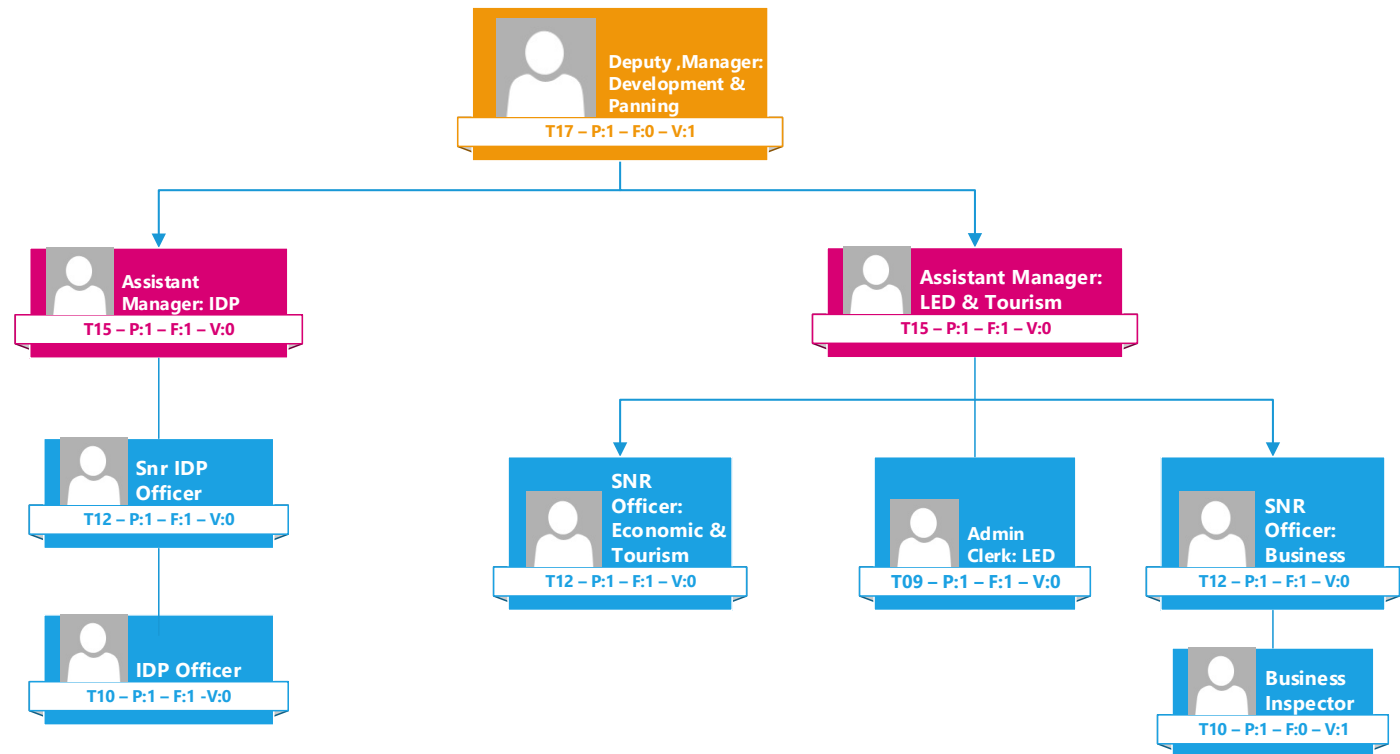 Deputy ,Manager:
Development &
Panning
T17 – P:1 – F:0 – V:1
Assistant
Manager: IDP
T15 – P:1 – F:1 – V:0
Assistant Manager:
LED & Tourism
T15 – P:1 – F:1 – V:0
Snr IDP
Officer
T12 – P:1 – F:1 – V:0
SNR
Officer:
Economic &
Tourism
T12 – P:1 – F:1 – V:0
Admin
Clerk: LED
T09 – P:1 – F:1 – V:0
SNR
Officer:
Business
T12 – P:1 – F:1 – V:0
IDP Officer
T10 – P:1 – F:1 -V:0
Business
Inspector
T10 – P:1 – F:0 – V:1